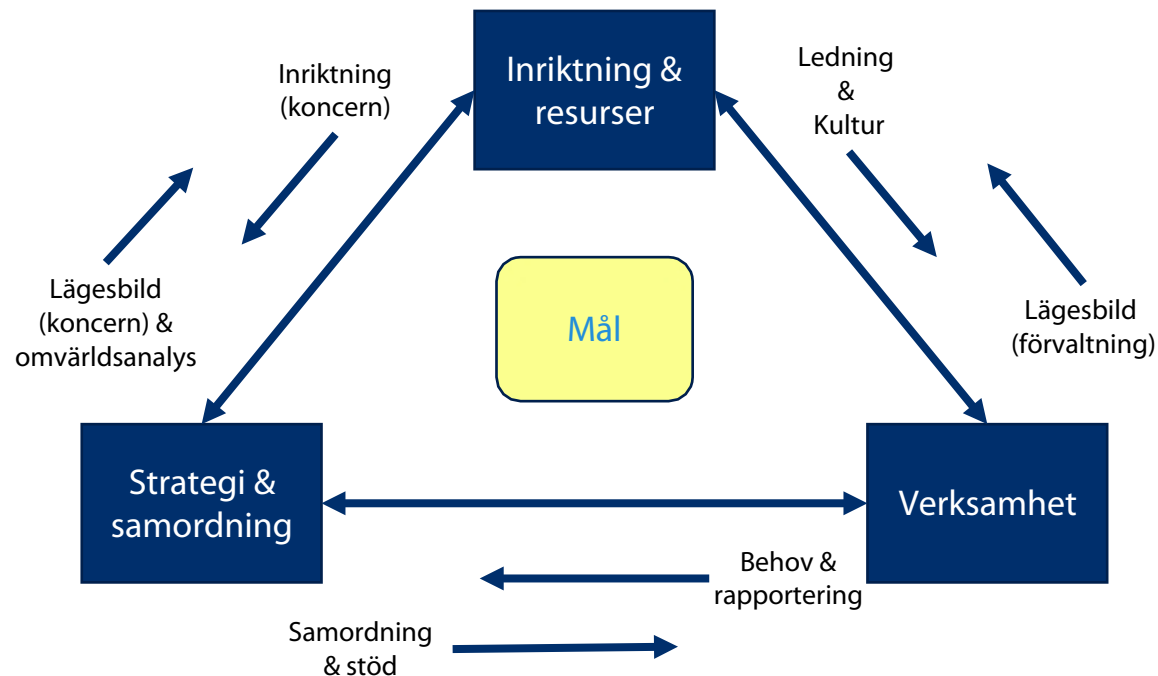 Inriktning
(koncern)
Inriktning &
resurser
Ledning
&
Kultur
Lägesbild
(koncern) &
omvärldsanalys
Mål
Lägesbild
(förvaltning)
Strategi &
samordning
Verksamhet
Behov &
rapportering
Samordning
& stöd